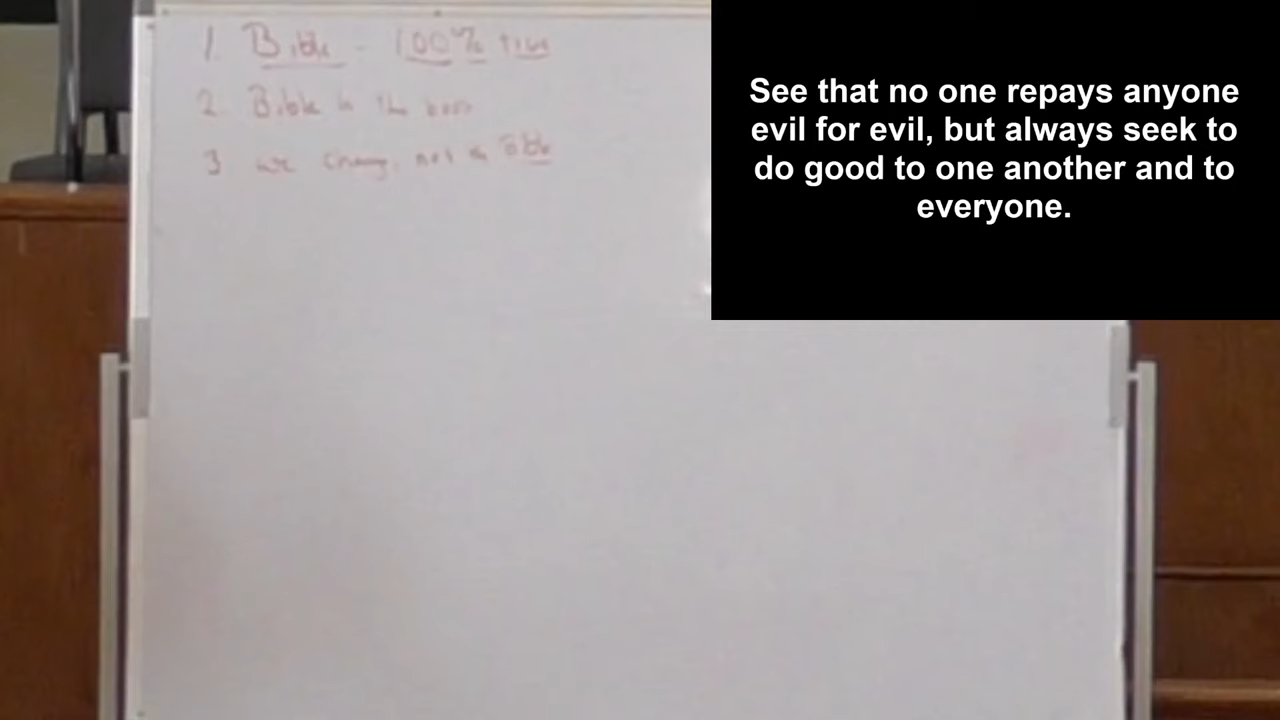 1. Bible - 100% true
2. Bible is the boss
3 we change, not the Bible
See that no one repays anyone
evil for evil, but always seek to
do good to one another and to
everyone.